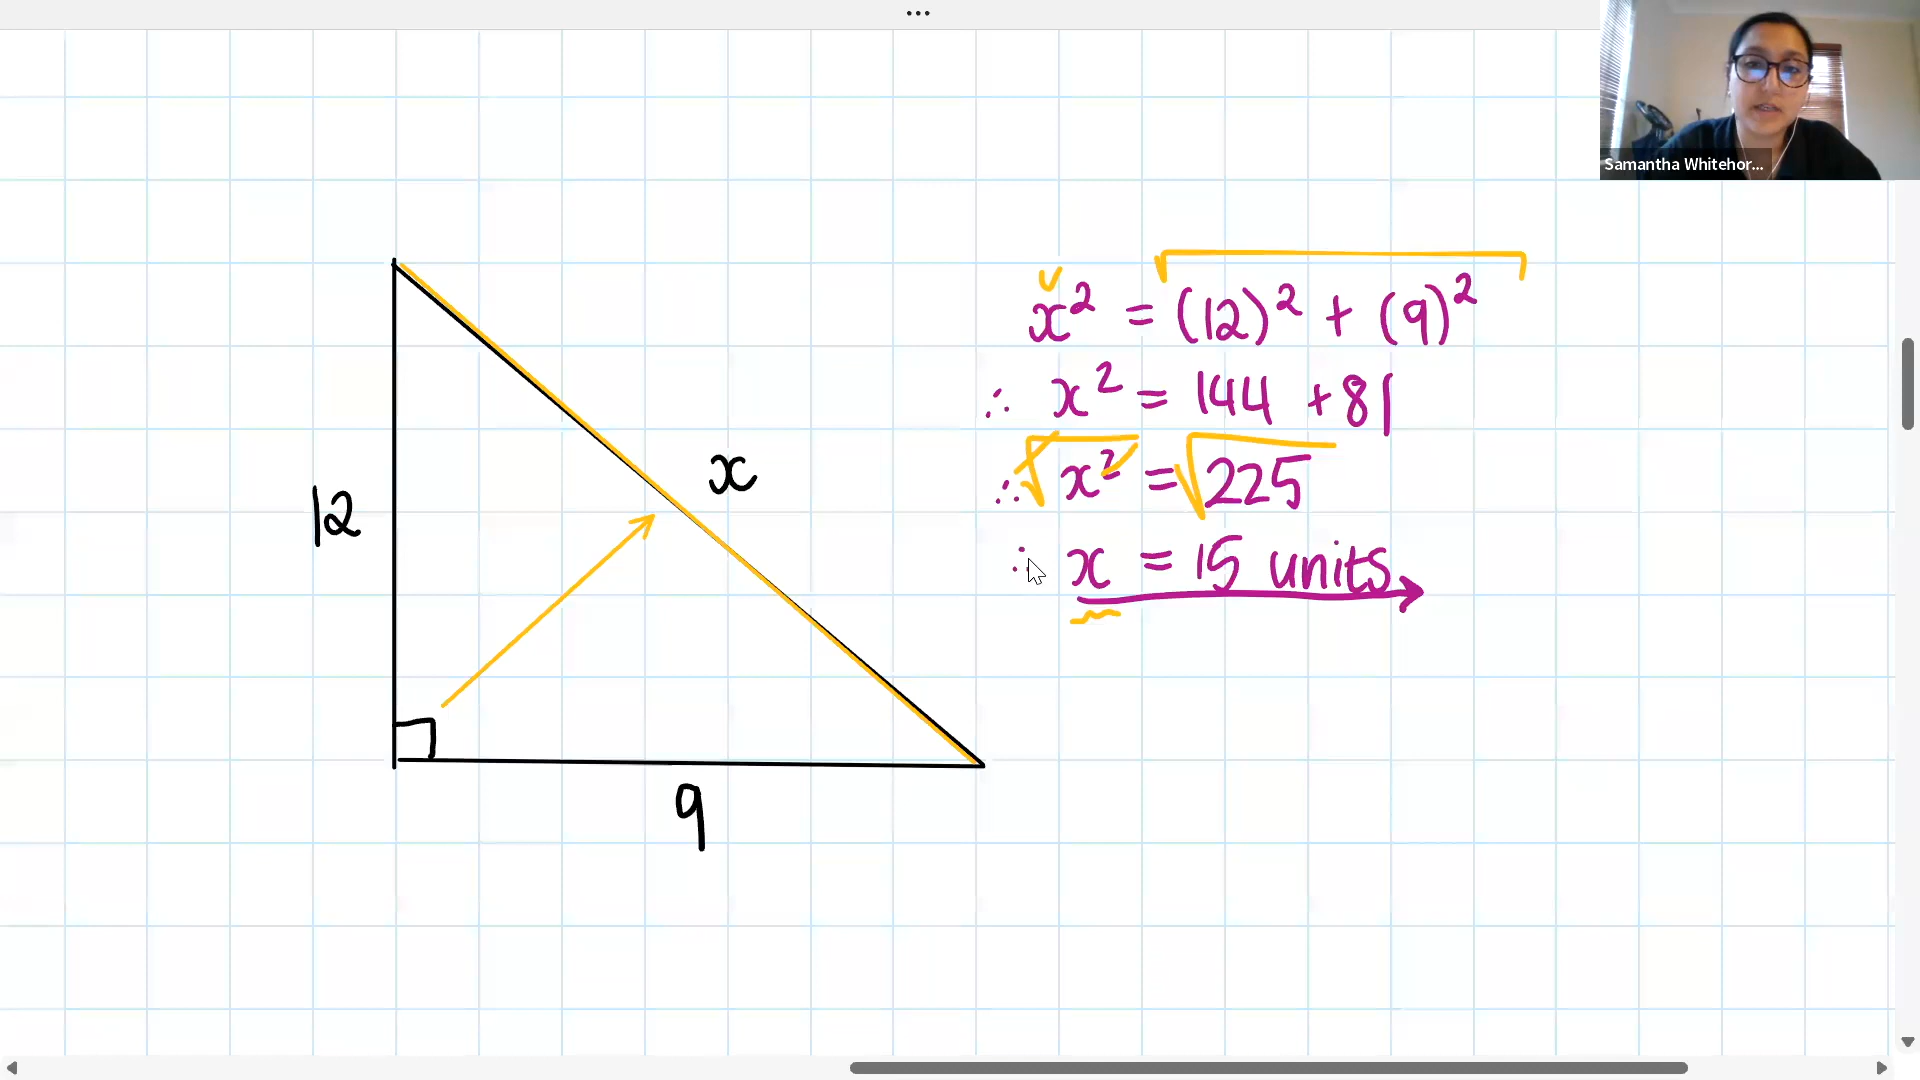 Samantha Whitehor...
x² = (12)² + (9)²
∴ x² = 144 + 81
∴ √x² = √225
∴ x = 15 units
12
x
9